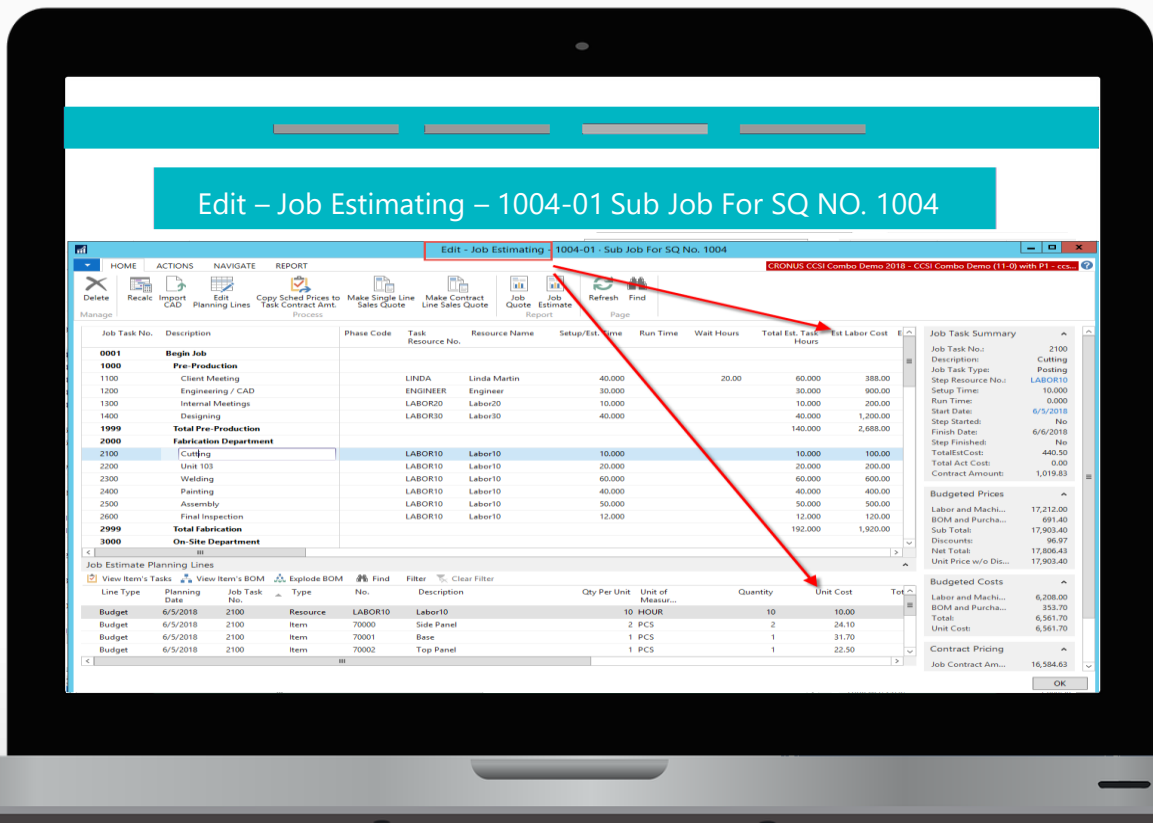 Edit – Job Estimating – 1004-01 Sub Job For SQ NO. 1004
Edit - Job Estimating - 1004-01 · Sub Job For SQ No. 1004
HOME ACTIONS NAVIGATE REPORT
CRONUS CCSI Combo Demo 2018 - CCSI Combo Demo (11-0) with P1 - ccs...
Delete Recalc Import CAD Edit Planning Lines Copy Sched Prices to Task Contract Amt. Make Single Line Sales Quote Make Contract Line Sales Quote Job Quote Job Estimate Refresh Find
Manage Process Report Page
Job Task No. Description Phase Code Task Resource No. Resource Name Setup/Est. Time Run Time Wait Hours Total Est. Task Hours Est Labor Cost E
0001 Begin Job
1000 Pre-Production
1100 Client Meeting LINDA Linda Martin 40.000 20.00 60.000 388.00
1200 Engineering / CAD ENGINEER Engineer 30.000 30.000 900.00
1300 Internal Meetings LABOR20 Labor20 10.000 10.000 200.00
1400 Designing LABOR30 Labor30 40.000 40.000 1,200.00
1999 Total Pre-Production 140.000 2,688.00
2000 Fabrication Department
2100 Cutting LABOR10 Labor10 10.000 10.000 100.00
2200 Unit 103 LABOR10 Labor10 20.000 20.000 200.00
2300 Welding LABOR10 Labor10 60.000 60.000 600.00
2400 Painting LABOR10 Labor10 40.000 40.000 400.00
2500 Assembly LABOR10 Labor10 50.000 50.000 500.00
2600 Final Inspection LABOR10 Labor10 12.000 12.000 120.00
2999 Total Fabrication 192.000 1,920.00
3000 On-Site Department
Job Estimate Planning Lines
View Item's Tasks View Item's BOM Explode BOM Find Filter Clear Filter
Line Type Planning Date Job Task No. Type No. Description Qty Per Unit Unit of Measur... Quantity Unit Cost Tot
Budget 6/5/2018 2100 Resource LABOR10 Labor10 10 HOUR 10 10.00
Budget 6/5/2018 2100 Item 70000 Side Panel 2 PCS 2 24.10
Budget 6/5/2018 2100 Item 70001 Base 1 PCS 1 31.70
Budget 6/5/2018 2100 Item 70002 Top Panel 1 PCS 1 22.50
Job Task Summary
Job Task No.: 2100
Description: Cutting
Job Task Type: Posting
Step Resource No.: LABOR10
Setup Time: 10.000
Run Time: 0.000
Start Date: 6/5/2018
Step Started: No
Finish Date: 6/6/2018
Step Finished: No
TotalEstCost: 440.50
Total Act Cost: 0.00
Contract Amount: 1,019.83
Budgeted Prices
Labor and Machi... 17,212.00
BOM and Purcha... 691.40
Sub Total: 17,903.40
Discounts: 96.97
Net Total: 17,806.43
Unit Price w/o Dis... 17,903.40
Budgeted Costs
Labor and Machi... 6,208.00
BOM and Purcha... 353.70
Total: 6,561.70
Unit Cost: 6,561.70
Contract Pricing
Job Contract Am... 16,584.63
OK